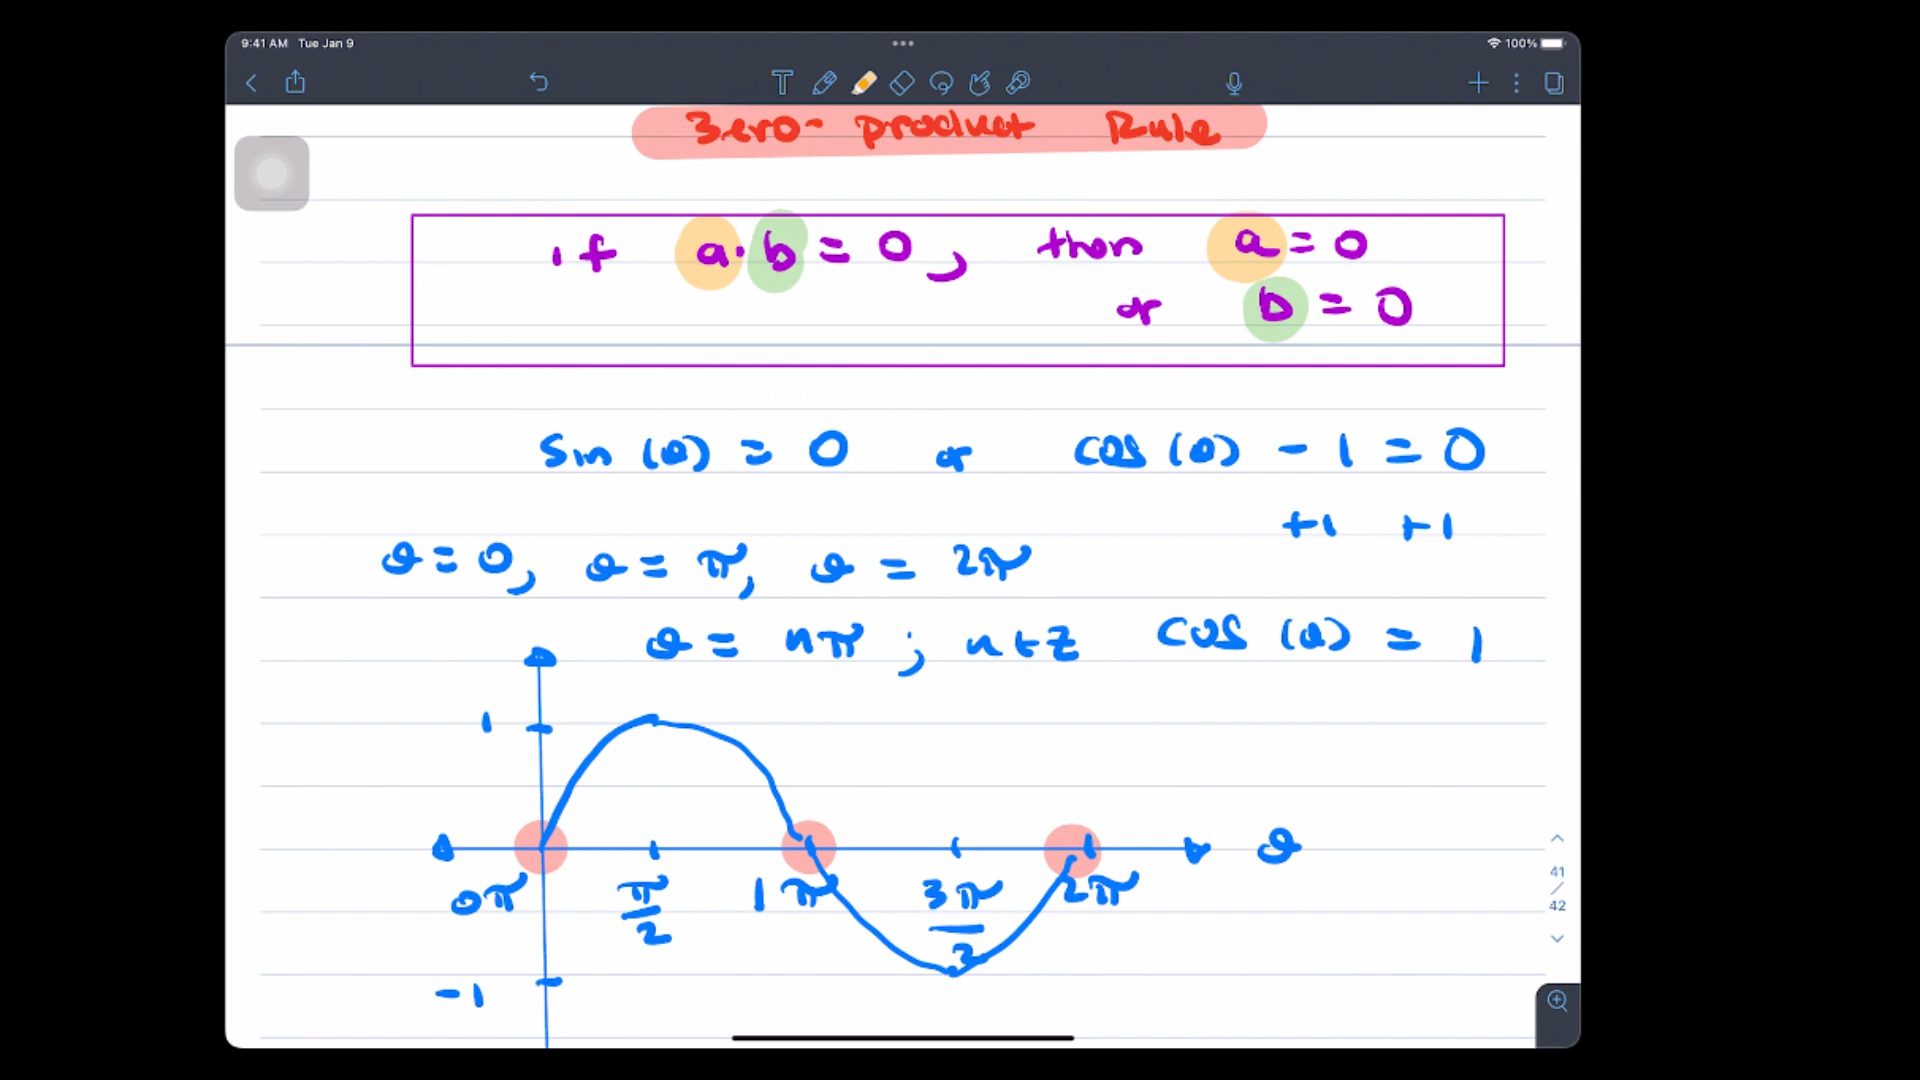 9:41 AM Tue Jan 9
100%
Zero-product Rule
if a·b = 0, then a = 0
or b = 0
sin (θ) = 0 or cos (θ) - 1 = 0
+1 +1
θ = 0, θ = π, θ = 2π
θ = nπ ; n ∈ Z cos (θ) = 1
1
θ
0π π/2 1π 3π/2 2π
-1
41
/
42